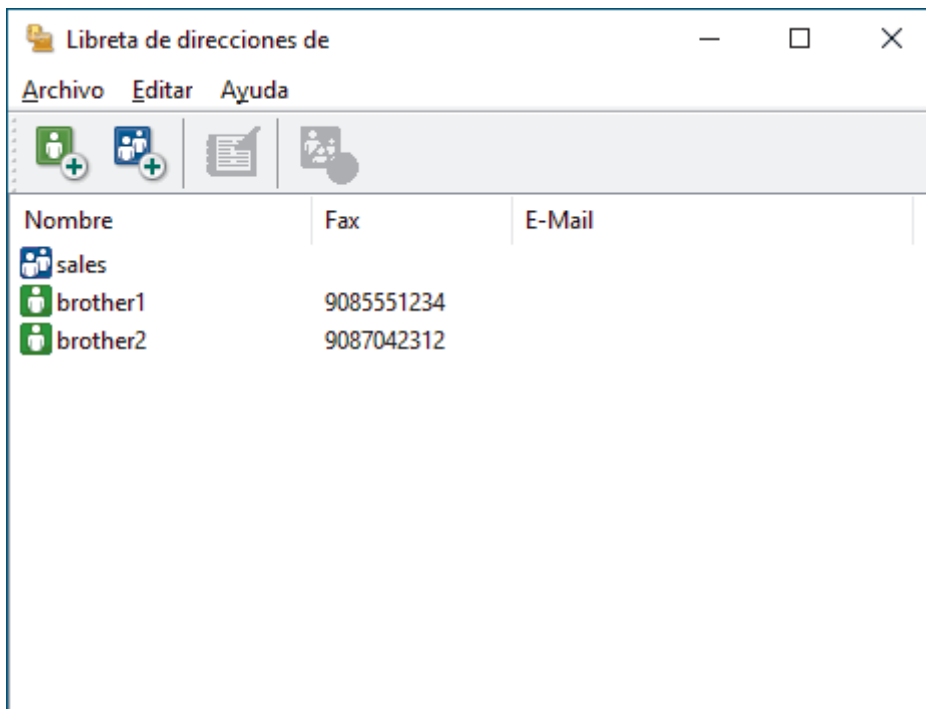 Libreta de direcciones de
Archivo Editar Ayuda
Nombre Fax E-Mail
sales
brother1 9085551234
brother2 9087042312